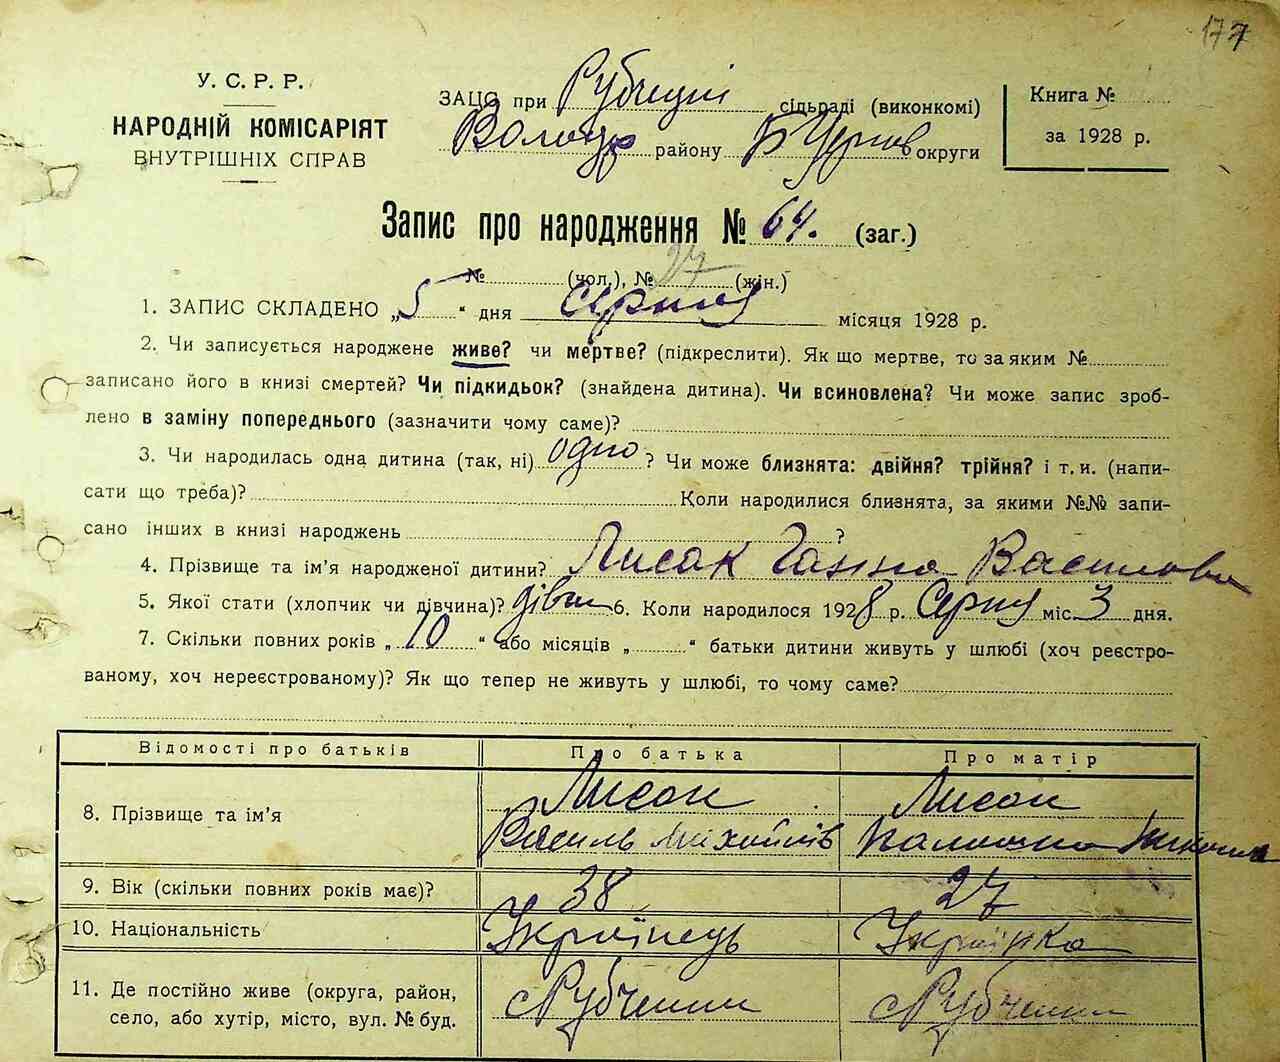 177
У. С. Р. Р.
НАРОДНІЙ КОМІСАРІЯТ
ВНУТРІШНІХ СПРАВ
ЗАЦС при Рубчецкі сільраді (виконкомі)
Волочи району Б Церков округи
Книга №
за 1928 р.
Запис про народження № 64. (заг.)
№ (чол.), № 27 (жін.)
1. ЗАПИС СКЛАДЕНО „5“ дня Серпня місяця 1928 р.
2. Чи записується народжене живе? чи мертве? (підкреслити). Як що мертве, то за яким №
записано його в книзі смертей? Чи підкидьок? (знайдена дитина). Чи всиновлена? Чи може запис зроб-
лено в заміну попереднього (зазначити чому саме)?
3. Чи народилась одна дитина (так, ні) одно ? Чи може близнята: двійня? трійня? і т. и. (напи-
сати що треба)? Коли народилися близнята, за якими №№ запи-
сано інших в книзі народжень ?
4. Прізвище та ім’я народженої дитини? Лисак Ганна Василівн
5. Якої стати (хлопчик чи дівчина)? дівч 6. Коли народилося 1928 р. Серпня міс. 3 дня.
7. Скільки повних років „10“ або місяців „ “ батьки дитини живуть у шлюбі (хоч реєстро-
ваному, хоч нереєстрованому)? Як що тепер не живуть у шлюбі, то чому саме?
Відомості про батьків Про батька Про матір
8. Прізвище та ім’я Лисак Лисак
Василь Михайлів
9. Вік (скільки повних років має)? 38 27
10. Національність Українець Українка
11. Де постійно живе (округа, район, с Рубченки с Рубченки
село, або хутір, місто, вул. № буд.